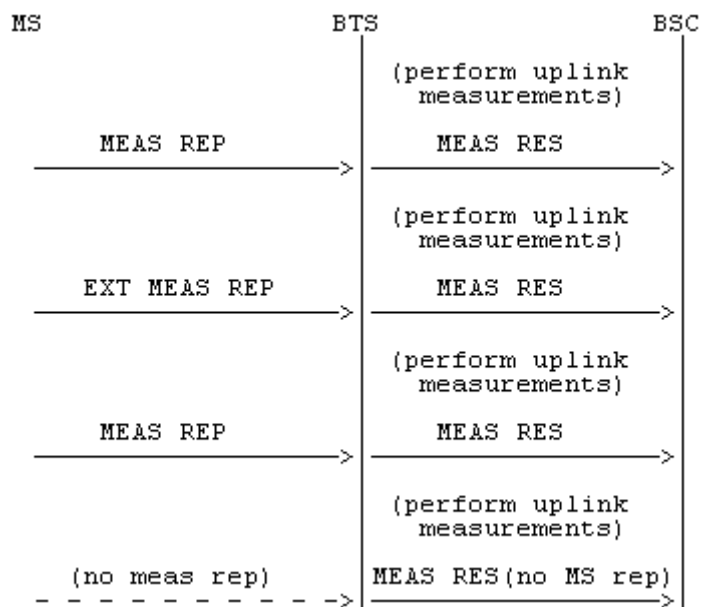 MS BTS BSC
(perform uplink
measurements)
MEAS REP MEAS RES
(perform uplink
measurements)
EXT MEAS REP MEAS RES
(perform uplink
measurements)
MEAS REP MEAS RES
(perform uplink
measurements)
(no meas rep) MEAS RES(no MS rep)